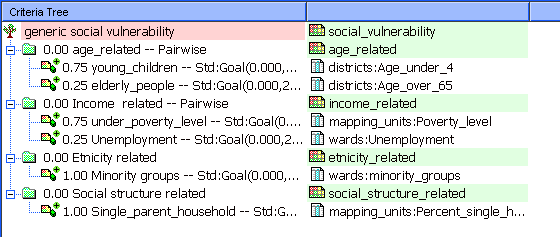 Criteria Tree
generic social vulnerability social_vulnerability
0.00 age_related -- Pairwise age_related
0.75 young_children -- Std:Goal(0.000,... districts:Age_under_4
0.25 elderly_people -- Std:Goal(0.000,... districts:Age_over_65
0.00 Income related -- Pairwise income_related
0.75 under_poverty_level -- Std:Goal(0.000,... mapping_units:Poverty_level
0.25 Unemployment -- Std:Goal(0.000,2... wards:Unemployment
0.00 Etnicity related etnicity_related
1.00 Minority groups -- Std:Goal(0.000,... wards:minority_groups
0.00 Social structure related social_structure_related
1.00 Single_parent_household -- Std:G... mapping_units:Percent_single_h...